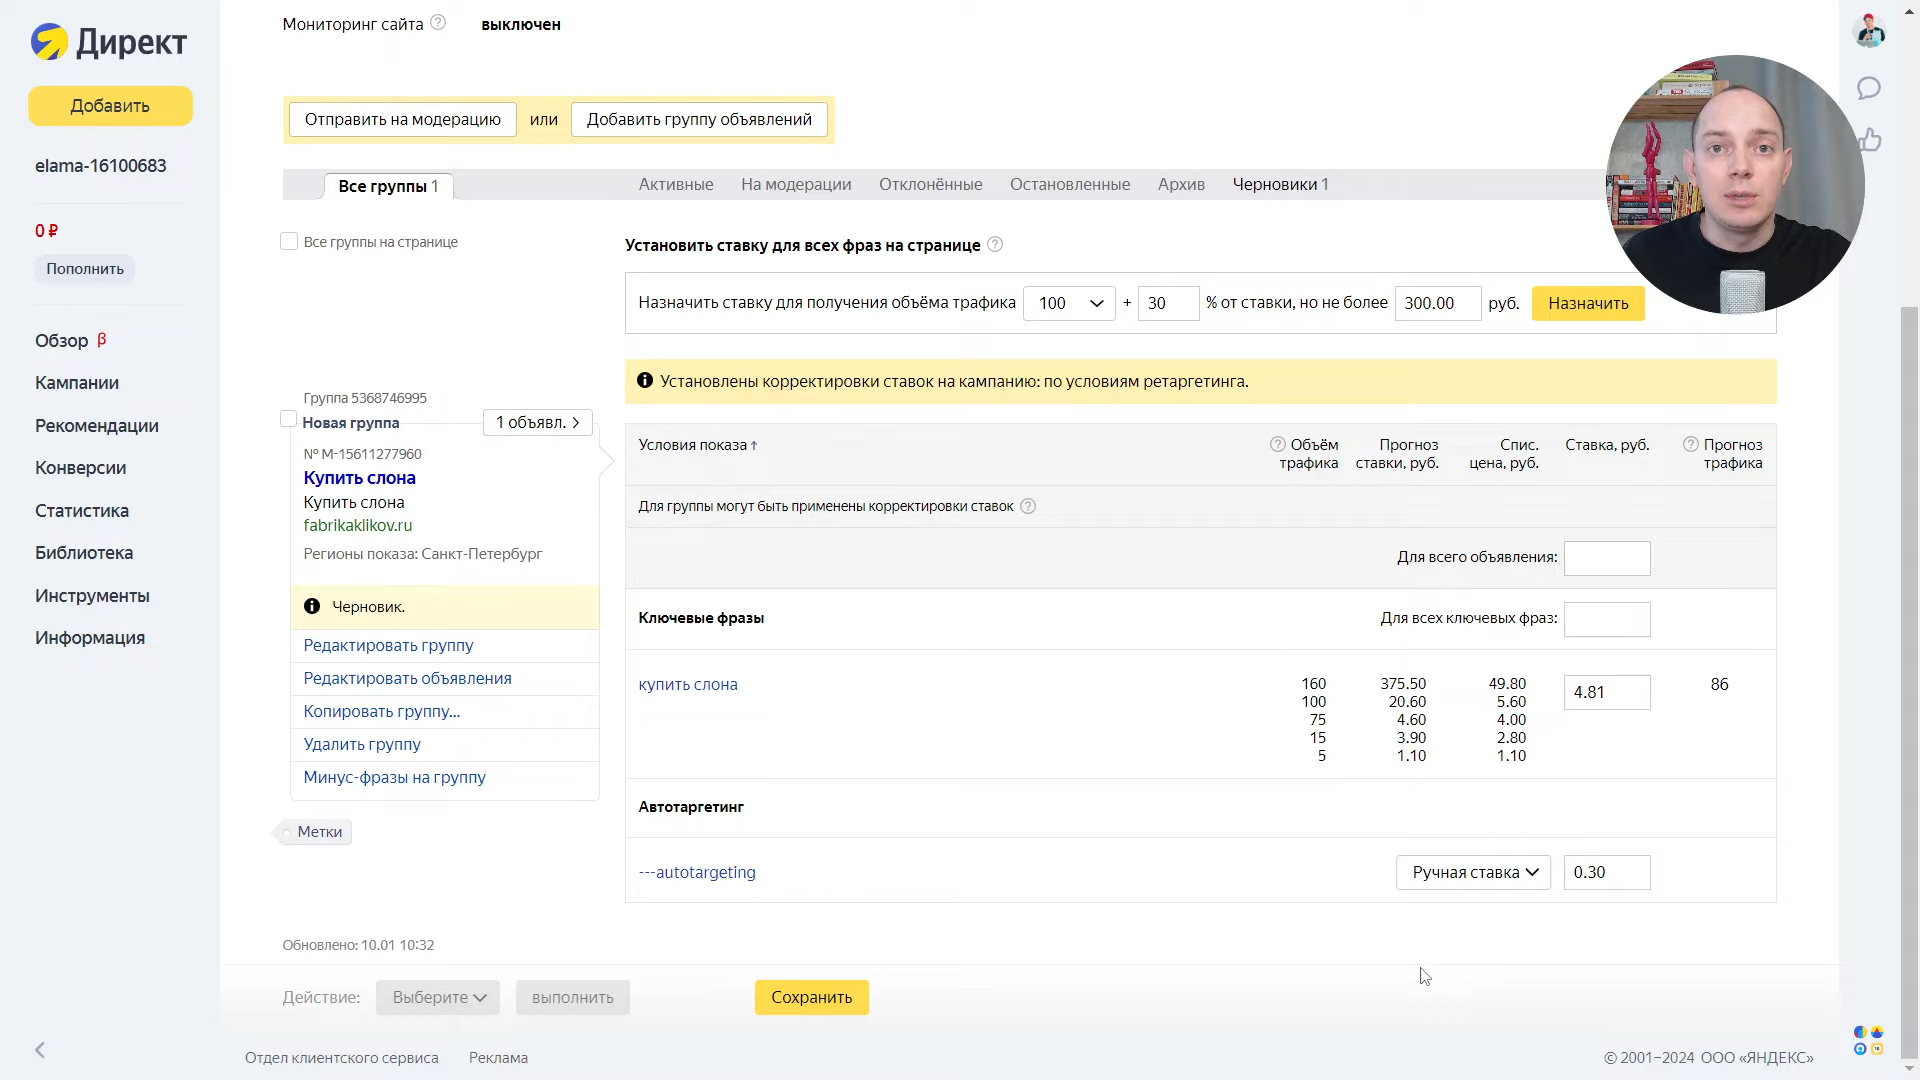 Директ
Добавить
elama-16100683
0 ₽
Пополнить
Обзор β
Кампании
Рекомендации
Конверсии
Статистика
Библиотека
Инструменты
Информация
Мониторинг сайта ? выключен
Отправить на модерацию или Добавить группу объявлений
Все группы 1 Активные На модерации Отклонённые Остановленные Архив Черновики 1
Все группы на странице
Установить ставку для всех фраз на странице ?
Назначить ставку для получения объёма трафика 100 + 30 % от ставки, но не более 300.00 руб. Назначить
Установлены корректировки ставок на кампанию: по условиям ретаргетинга.
Группа 5368746995
Новая группа 1 объявл. >
№ М-15611277960
Купить слона
Купить слона
fabrikaklikov.ru
Регионы показа: Санкт-Петербург
Черновик.
Редактировать группу
Редактировать объявления
Копировать группу...
Удалить группу
Минус-фразы на группу
Метки
Условия показа ↑ ? Объём трафика Прогноз ставки, руб. Спис. цена, руб. Ставка, руб. ? Прогноз трафика
Для группы могут быть применены корректировки ставок ?
Для всего объявления:
Ключевые фразы Для всех ключевых фраз:
купить слона 160 375.50 49.80 4.81 86
100 20.60 5.60
75 4.60 4.00
15 3.90 2.80
5 1.10 1.10
Автотаргетинг
---autotargeting Ручная ставка 0.30
Обновлено: 10.01 10:32
Действие: Выберите выполнить Сохранить
Отдел клиентского сервиса Реклама © 2001–2024 ООО «ЯНДЕКС»